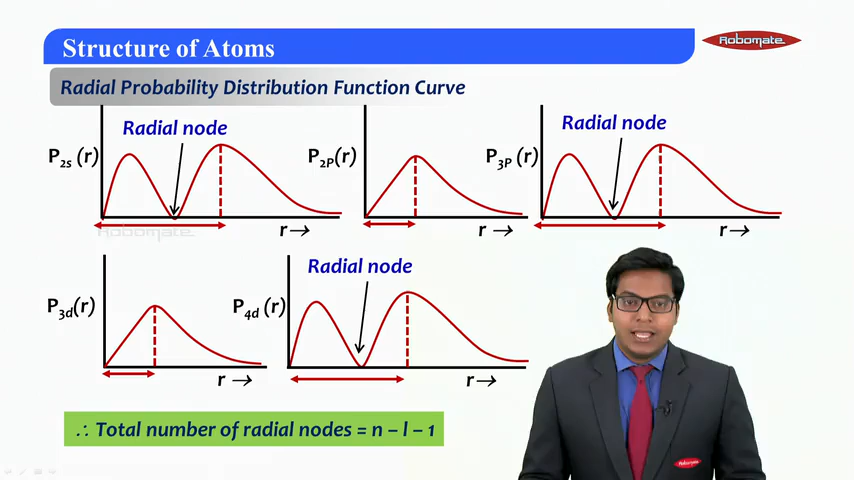 Structure of Atoms
Robomate
Radial Probability Distribution Function Curve
Radial node
Radial node
P2s (r)
P2P(r)
P3P (r)
r→
r→
r→
Robomate
Radial node
P3d(r)
P4d (r)
r →
r→
∴ Total number of radial nodes = n – l – 1
Robomate